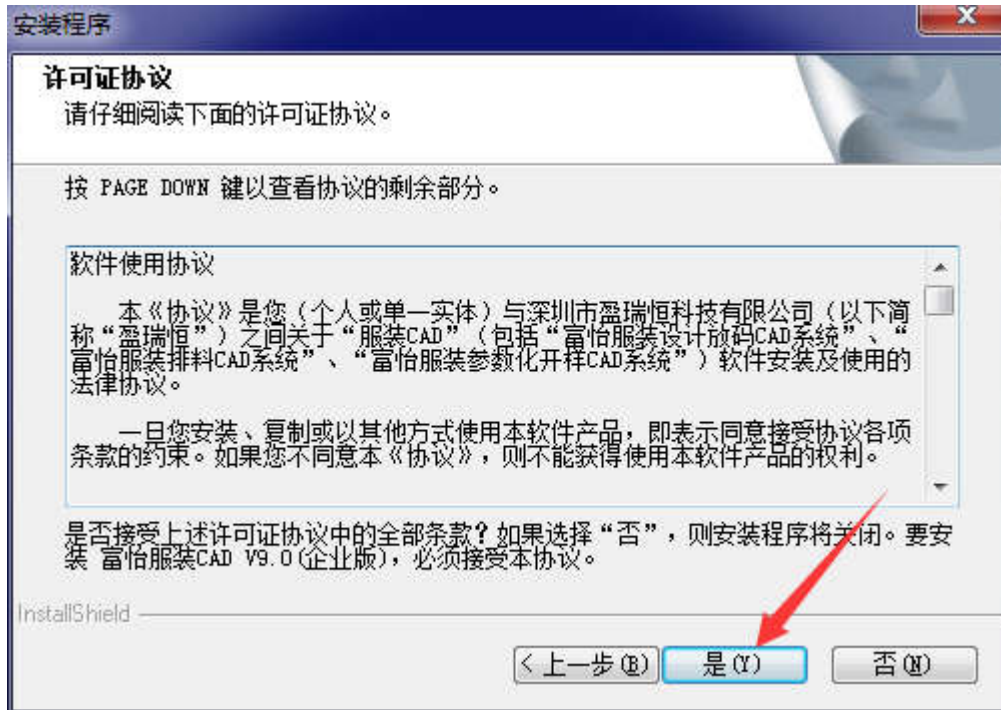 安装程序
许可证协议
请仔细阅读下面的许可证协议。
按 PAGE DOWN 键以查看协议的剩余部分。
软件使用协议
本《协议》是您（个人或单一实体）与深圳市盈瑞恒科技有限公司（以下简
称“盈瑞恒”）之间关于“服装CAD”（包括“富怡服装设计放码CAD系统”、“
富怡服装排料CAD系统”、“富怡服装参数化开样CAD系统”）软件安装及使用的
法律协议。
一旦您安装、复制或以其他方式使用本软件产品，即表示同意接受协议各项
条款的约束。如果您不同意本《协议》，则不能获得使用本软件产品的权利。
是否接受上述许可证协议中的全部条款？如果选择“否”，则安装程序将关闭。要安
装 富怡服装CAD V9.0(企业版)，必须接受本协议。
InstallShield
< 上一步(B)
是(Y)
否(N)